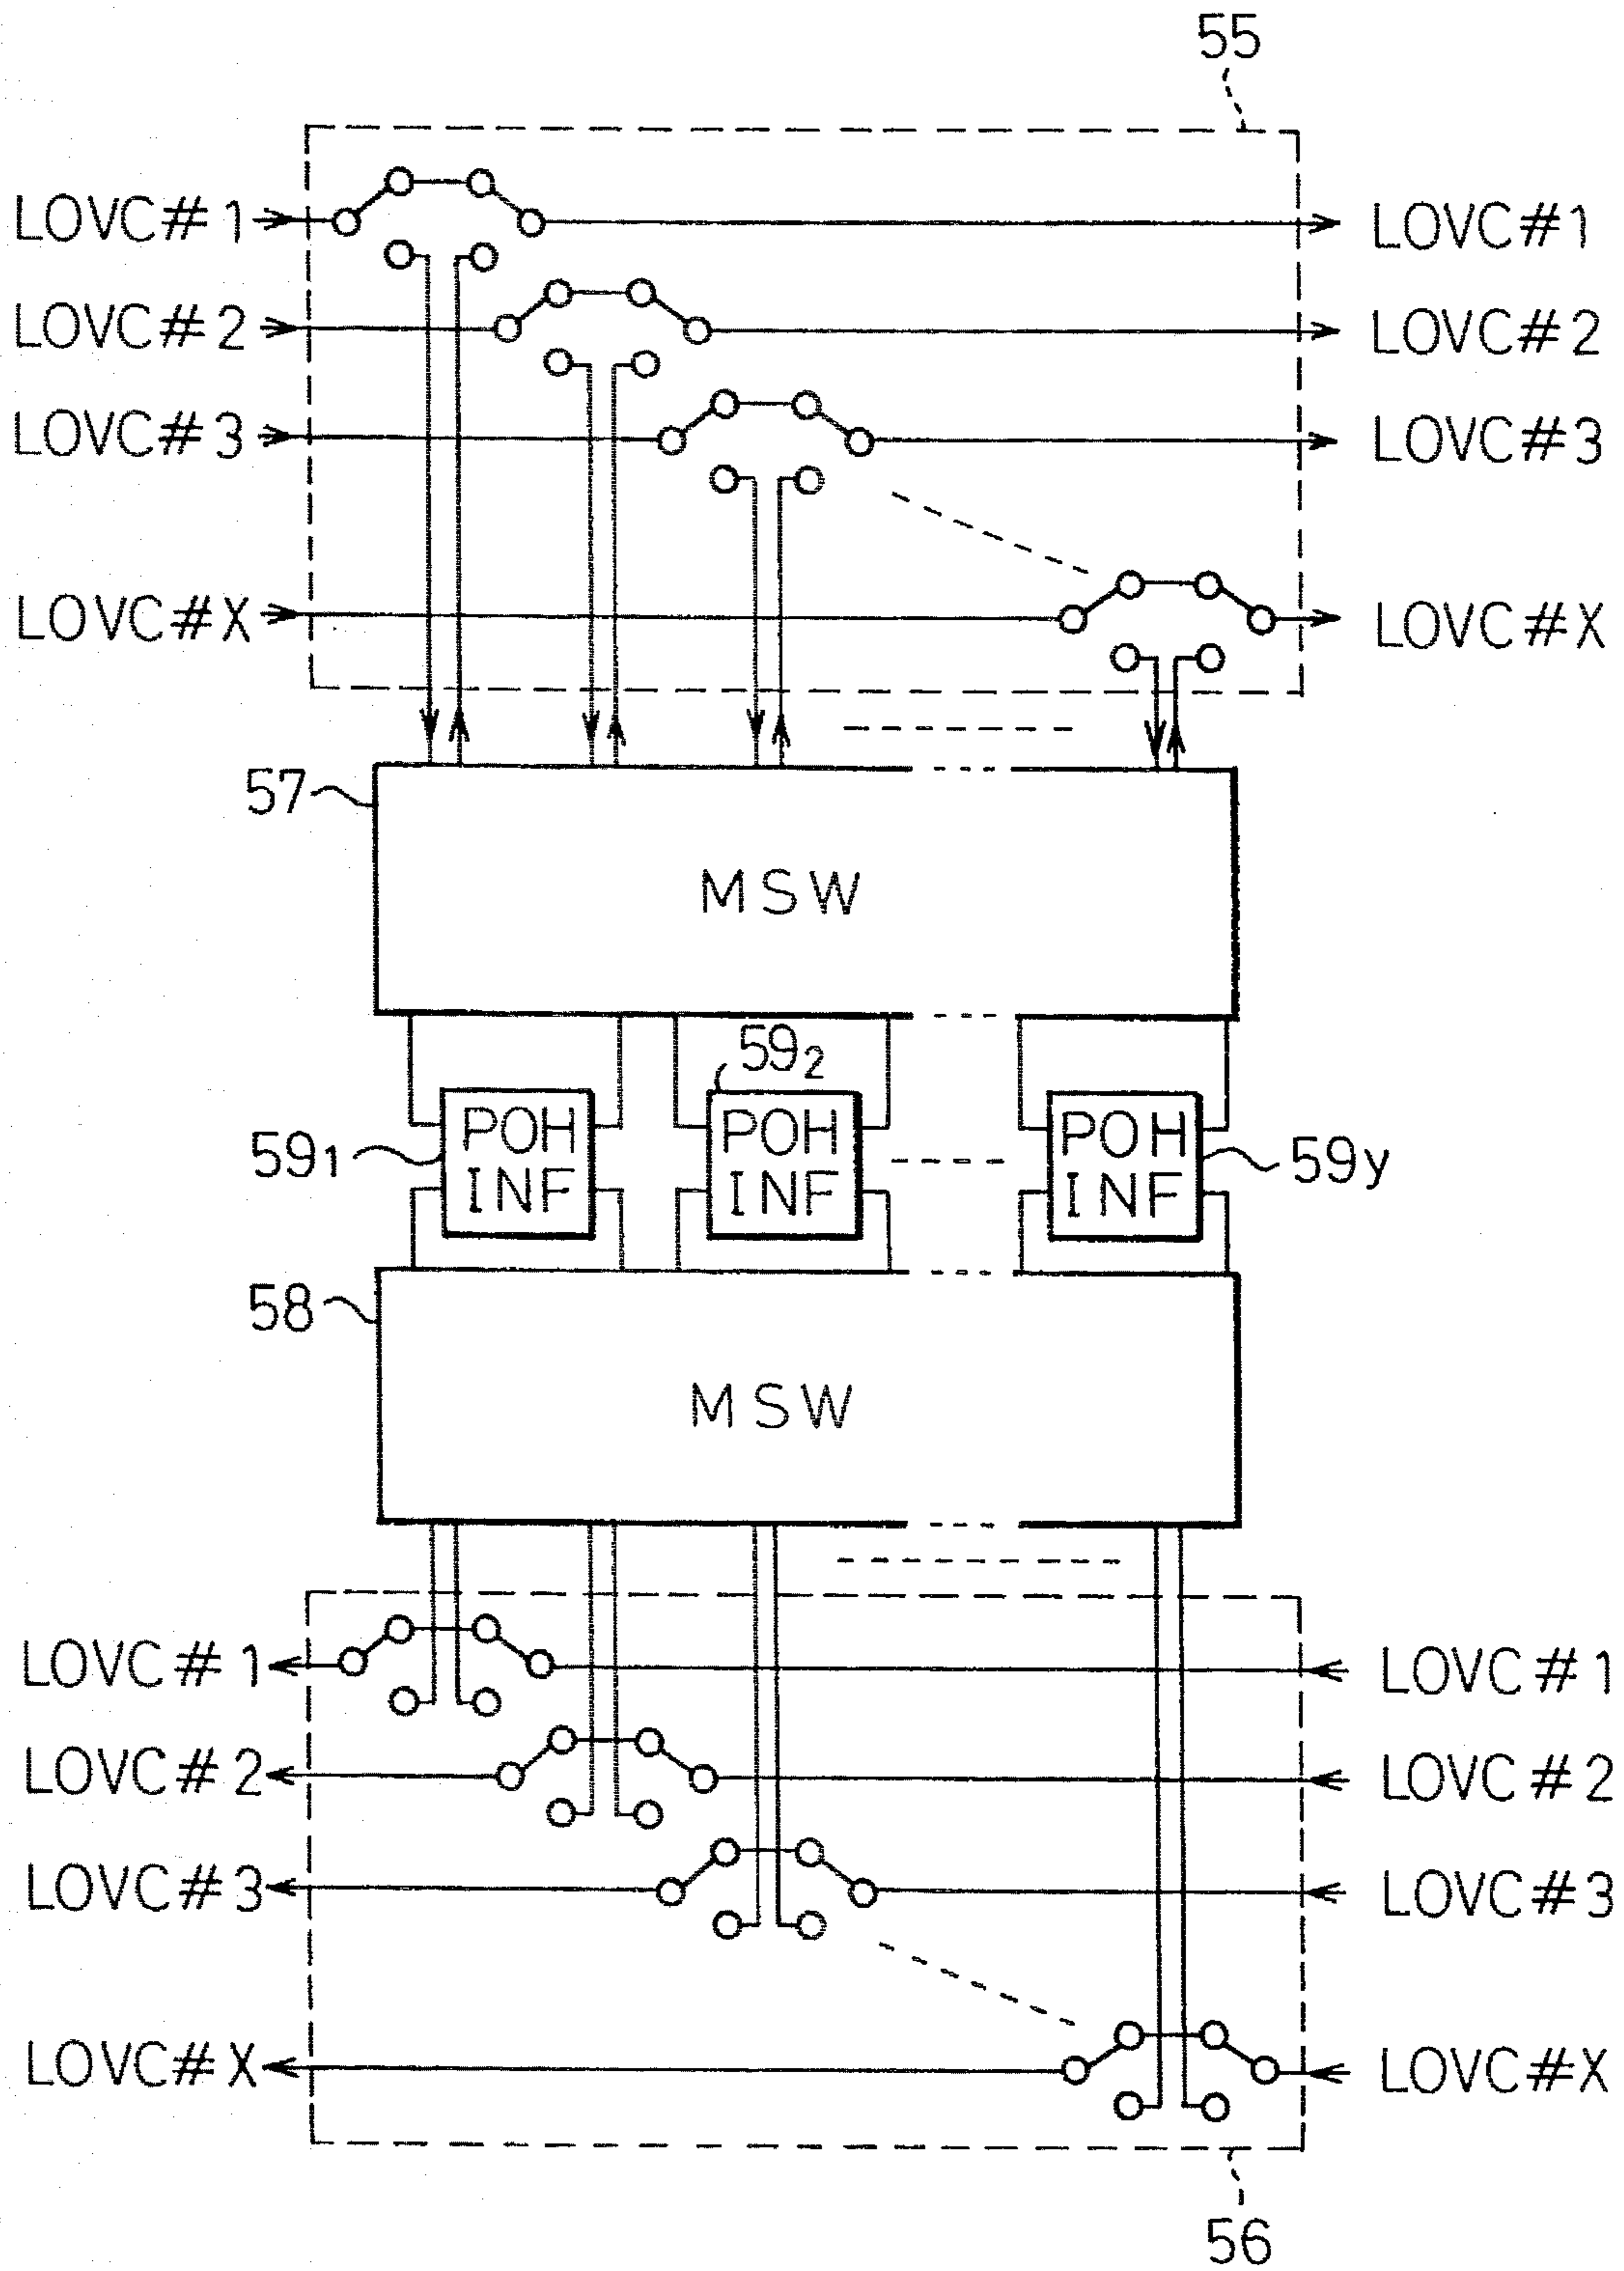 55
LOVC#1 LOVC#1
LOVC#2 LOVC#2
LOVC#3 LOVC#3
LOVC#X LOVC#X
57
MSW
59₂
POH INF
POH INF
POH INF
59₁ 59y
58
MSW
LOVC#1 LOVC#1
LOVC#2 LOVC#2
LOVC#3 LOVC#3
LOVC#X LOVC#X
56